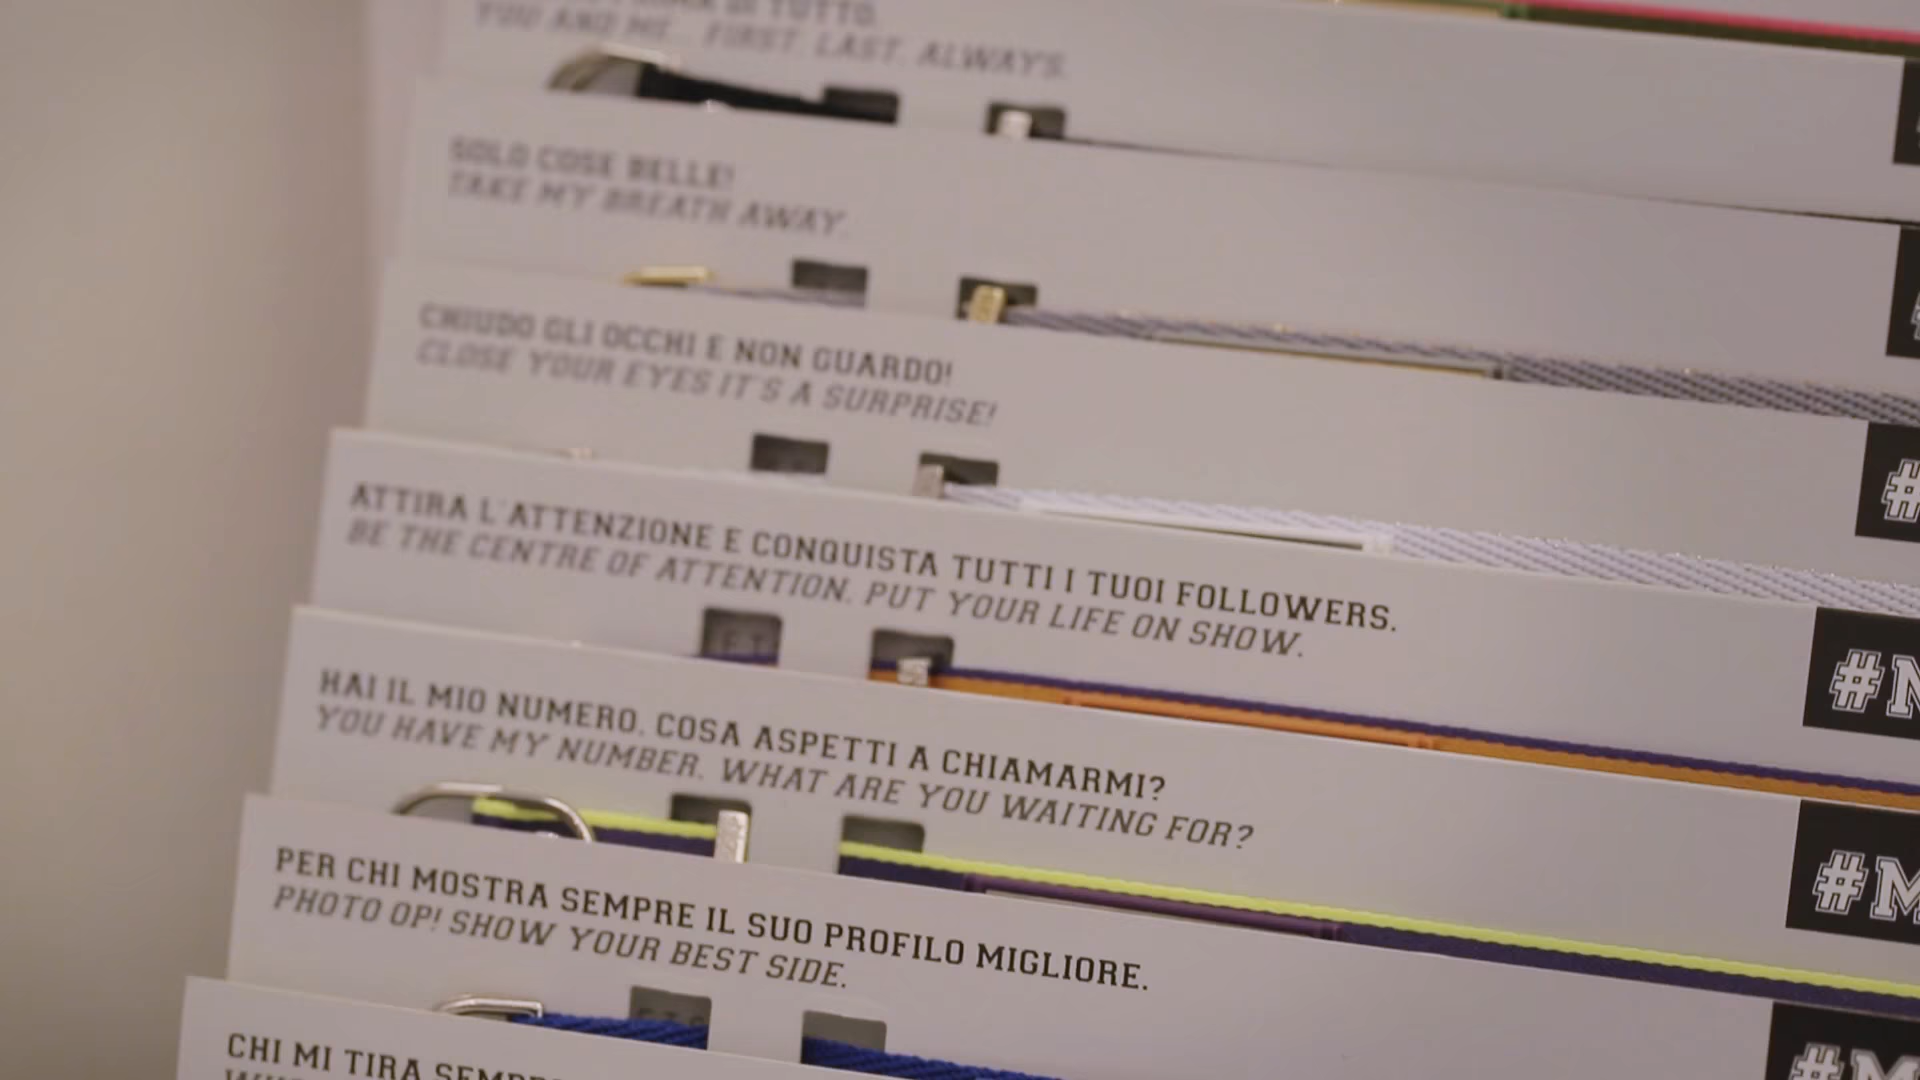 DI TUTTO.
YOU AND ME... FIRST. LAST. ALWAYS.
SOLO COSE BELLE!
TAKE MY BREATH AWAY.
CHIUDO GLI OCCHI E NON GUARDO!
CLOSE YOUR EYES IT'S A SURPRISE!
#
ATTIRA L'ATTENZIONE E CONQUISTA TUTTI I TUOI FOLLOWERS.
BE THE CENTRE OF ATTENTION. PUT YOUR LIFE ON SHOW.
#M
HAI IL MIO NUMERO. COSA ASPETTI A CHIAMARMI?
YOU HAVE MY NUMBER. WHAT ARE YOU WAITING FOR?
#M
PER CHI MOSTRA SEMPRE IL SUO PROFILO MIGLIORE.
PHOTO OP! SHOW YOUR BEST SIDE.
#M
CHI MI TIRA SEMPRE